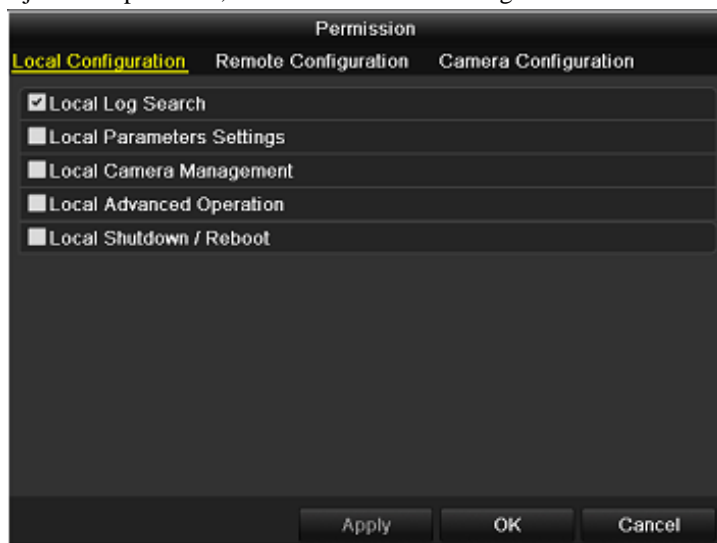 Permission
Local Configuration Remote Configuration Camera Configuration
Local Log Search
Local Parameters Settings
Local Camera Management
Local Advanced Operation
Local Shutdown / Reboot
Apply OK Cancel